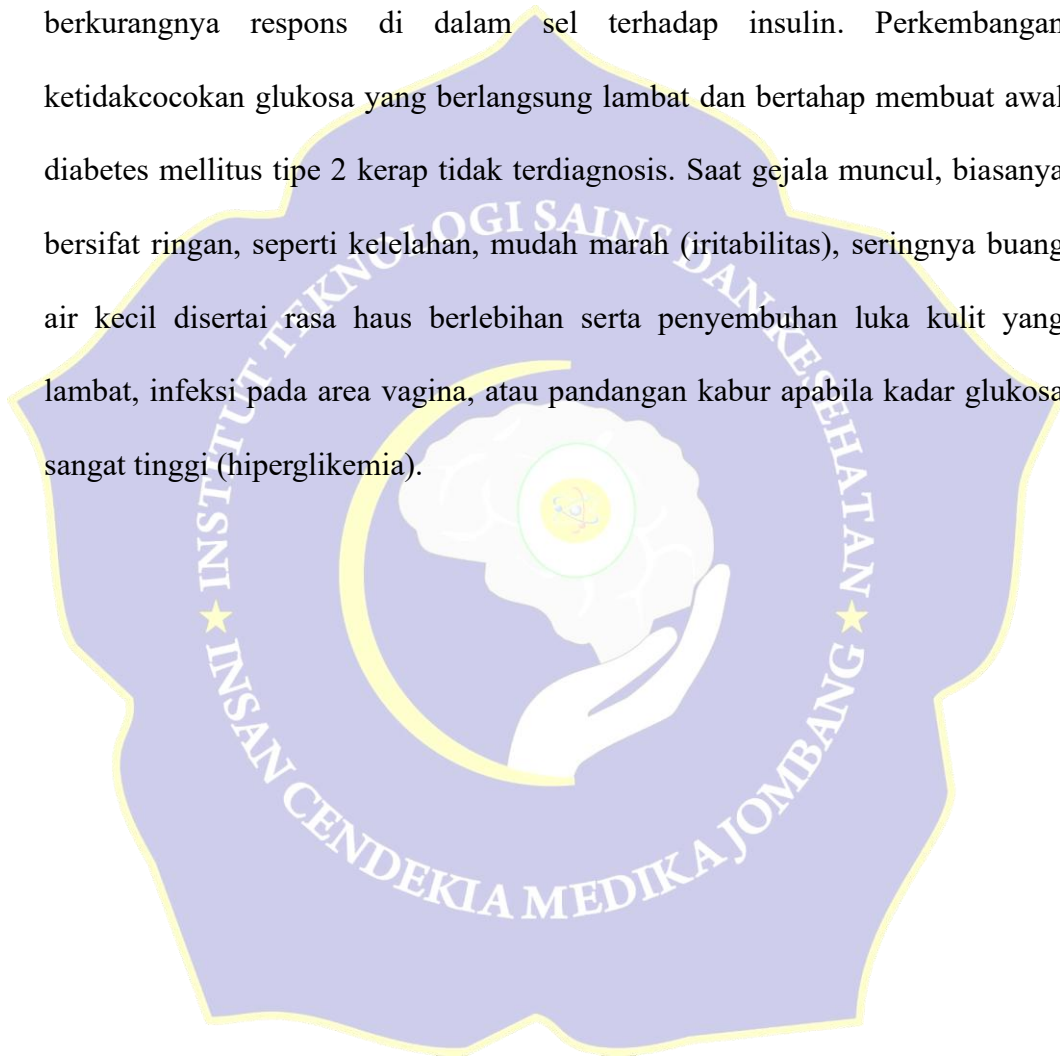 berkurangnya respons di dalam sel terhadap insulin. Perkembangan
ketidakcocokan glukosa yang berlangsung lambat dan bertahap membuat awal
diabetes mellitus tipe 2 kerap tidak terdiagnosis. Saat gejala muncul, biasanya
bersifat ringan, seperti kelelahan, mudah marah (iritabilitas), seringnya buang
air kecil disertai rasa haus berlebihan serta penyembuhan luka kulit yang
lambat, infeksi pada area vagina, atau pandangan kabur apabila kadar glukosa
sangat tinggi (hiperglikemia).
INSTITUT TEKNOLOGI SAINS DAN KESEHATAN
INSAN CENDEKIA MEDIKA JOMBANG